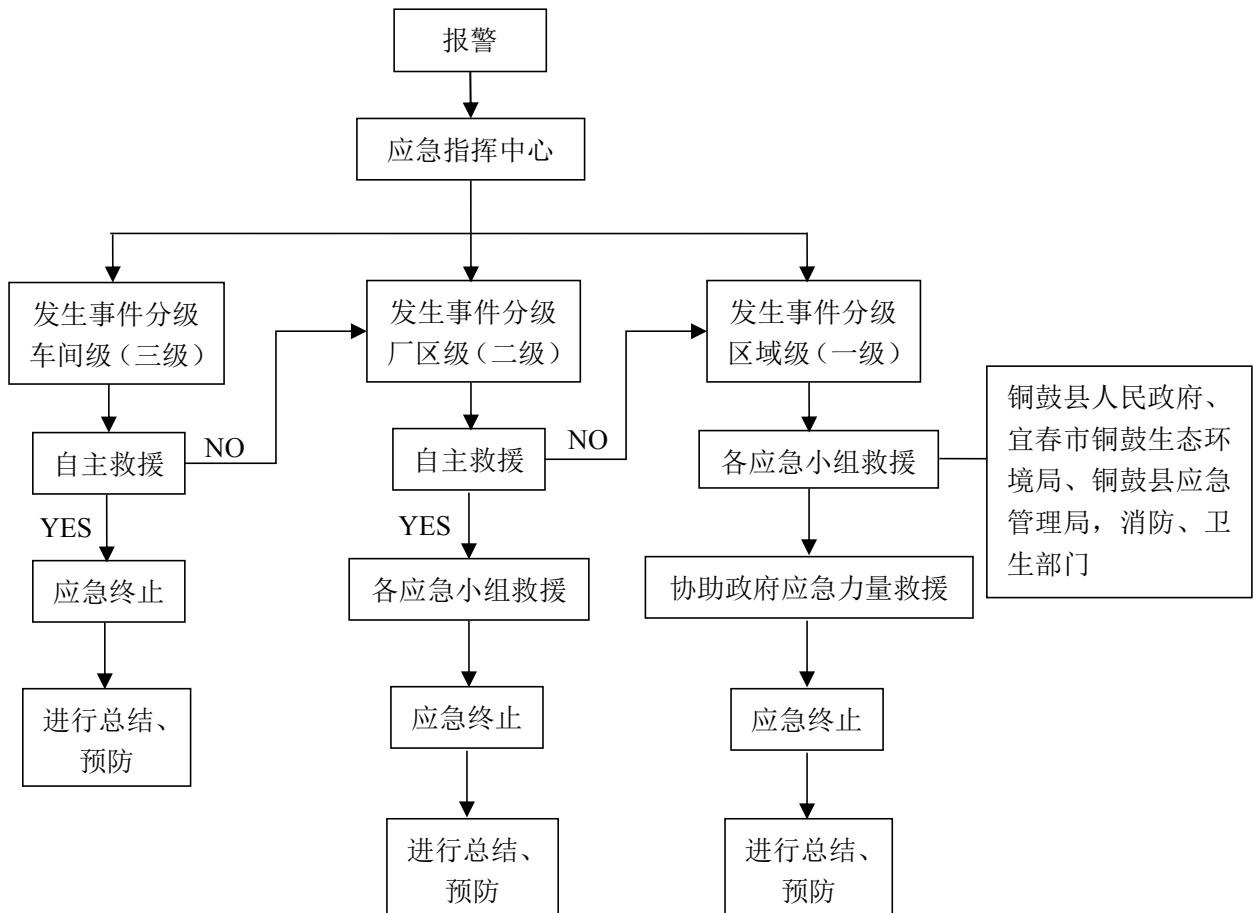 报警
应急指挥中心
发生事件分级
车间级（三级）
发生事件分级
厂区级（二级）
发生事件分级
区域级（一级）
铜鼓县人民政府、
宜春市铜鼓生态环
境局、铜鼓县应急
管理局，消防、卫
生部门
自主救援
NO
自主救援
NO
各应急小组救援
YES
YES
应急终止
各应急小组救援
协助政府应急力量救援
进行总结、
预防
应急终止
应急终止
进行总结、
预防
进行总结、
预防